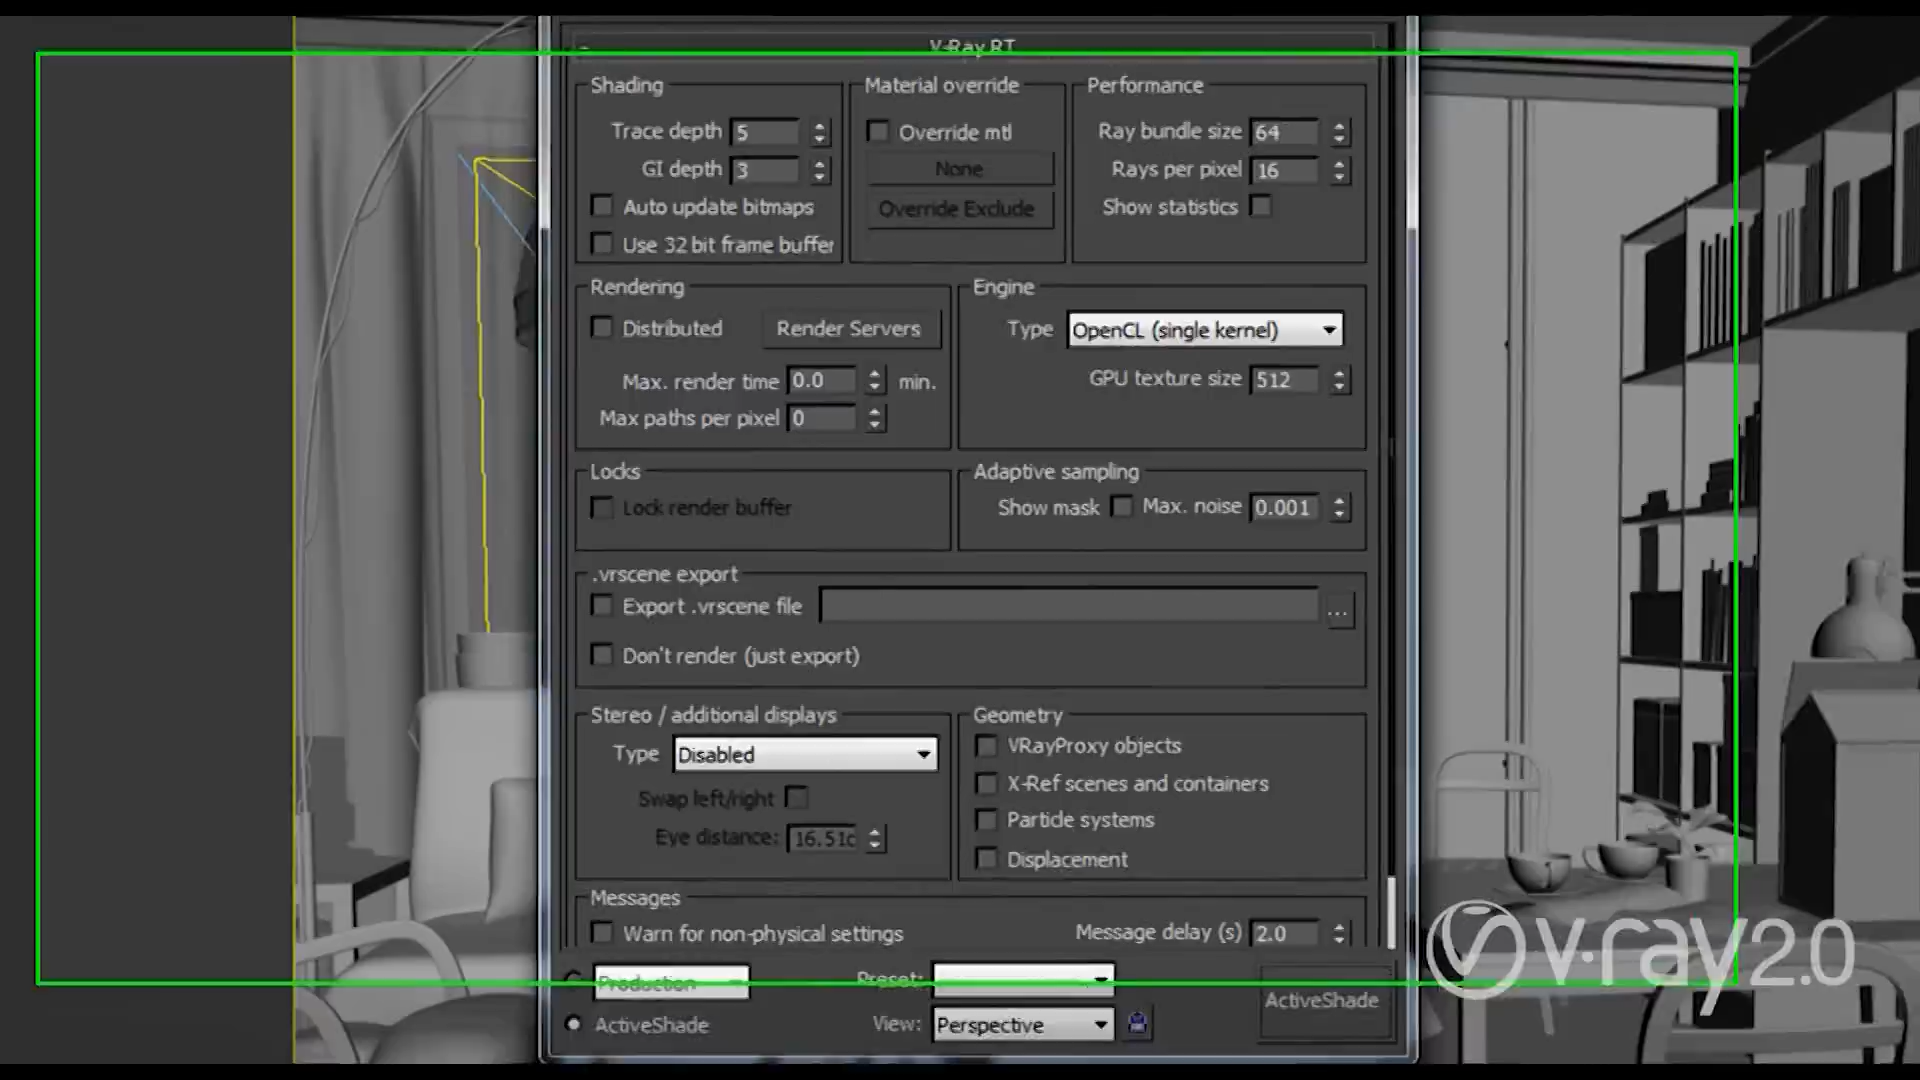 V-Ray RT
Shading
Trace depth 5
GI depth 3
Auto update bitmaps
Use 32 bit frame buffer
Material override
Override mtl
None
Override Exclude
Performance
Ray bundle size 64
Rays per pixel 16
Show statistics
Rendering
Distributed Render Servers
Max. render time 0.0 min.
Max paths per pixel 0
Engine
Type OpenCL (single kernel)
GPU texture size 512
Locks
Lock render buffer
Adaptive sampling
Show mask Max. noise 0.001
.vrscene export
Export .vrscene file ...
Don't render (just export)
Stereo / additional displays
Type Disabled
Swap left/right
Eye distance: 16.51c
Geometry
VRayProxy objects
X-Ref scenes and containers
Particle systems
Displacement
Messages
Warn for non-physical settings Message delay (s) 2.0
Production Preset:
ActiveShade View: Perspective
ActiveShade
v·ray 2.0